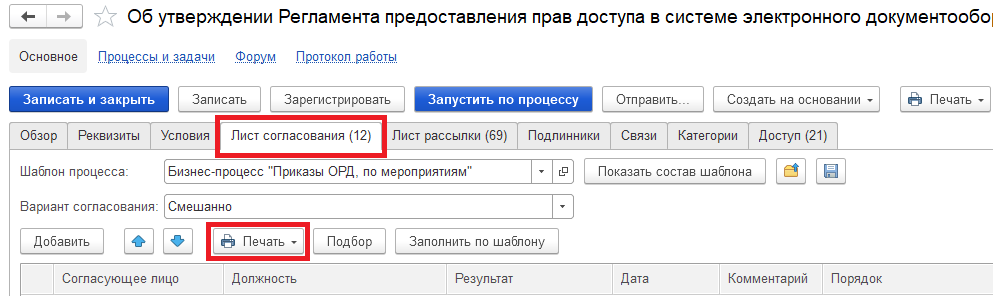 Об утверждении Регламента предоставления прав доступа в системе электронного
Основное Процессы и задачи Форум Протокол работы
Записать и закрыть Записать Зарегистрировать Запустить по процессу Отправить... Создать на основании Печать
Обзор Реквизиты Условия Лист согласования (12) Лист рассылки (69) Подлинники Связи Категории Доступ (21)
Шаблон процесса: Бизнес-процесс "Приказы ОРД, по мероприятиям" Показать состав шаблона
Вариант согласования: Смешанно
Добавить Печать Подбор Заполнить по шаблону
Согласующее лицо Должность Результат Дата Комментарий Порядок